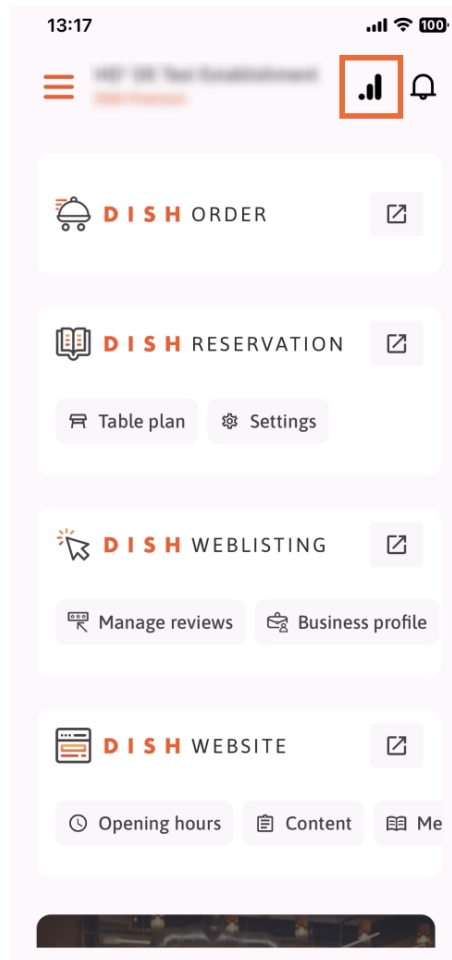 13:17
100
DISH ORDER
DISH RESERVATION
Table plan Settings
DISH WEBLISTING
Manage reviews Business profile
DISH WEBSITE
Opening hours Content Me